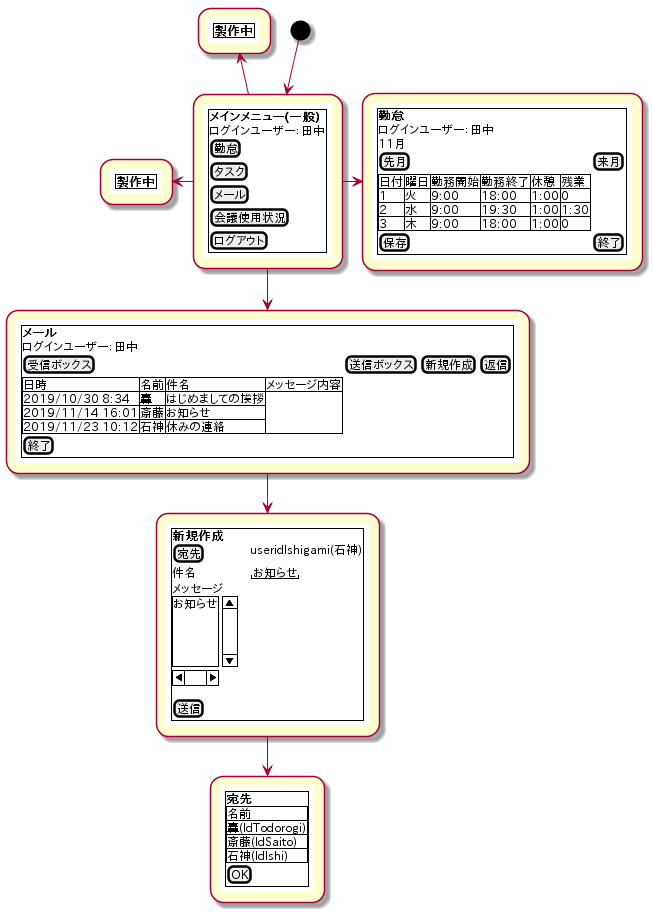 製作中
メインメニュー(一般)
ログインユーザー: 田中
勤怠
タスク
メール
会議使用状況
ログアウト
製作中
勤怠
ログインユーザー: 田中
11月
先月 来月
日付 曜日 勤務開始 勤務終了 休憩 残業
1 火 9:00 18:00 1:00 0
2 水 9:00 19:30 1:00 1:30
3 木 9:00 18:00 1:00 0
保存 終了
メール
ログインユーザー: 田中
受信ボックス 送信ボックス 新規作成 返信
日時 名前 件名 メッセージ内容
2019/10/30 8:34 轟 はじめましての挨拶
2019/11/14 16:01 斎藤 お知らせ
2019/11/23 10:12 石神 休みの連絡
終了
新規作成
宛先 useridIshigami(石神)
件名 お知らせ
メッセージ
お知らせ
送信
宛先
名前
轟(IdTodorogi)
斎藤(IdSaito)
石神(IdIshi)
OK